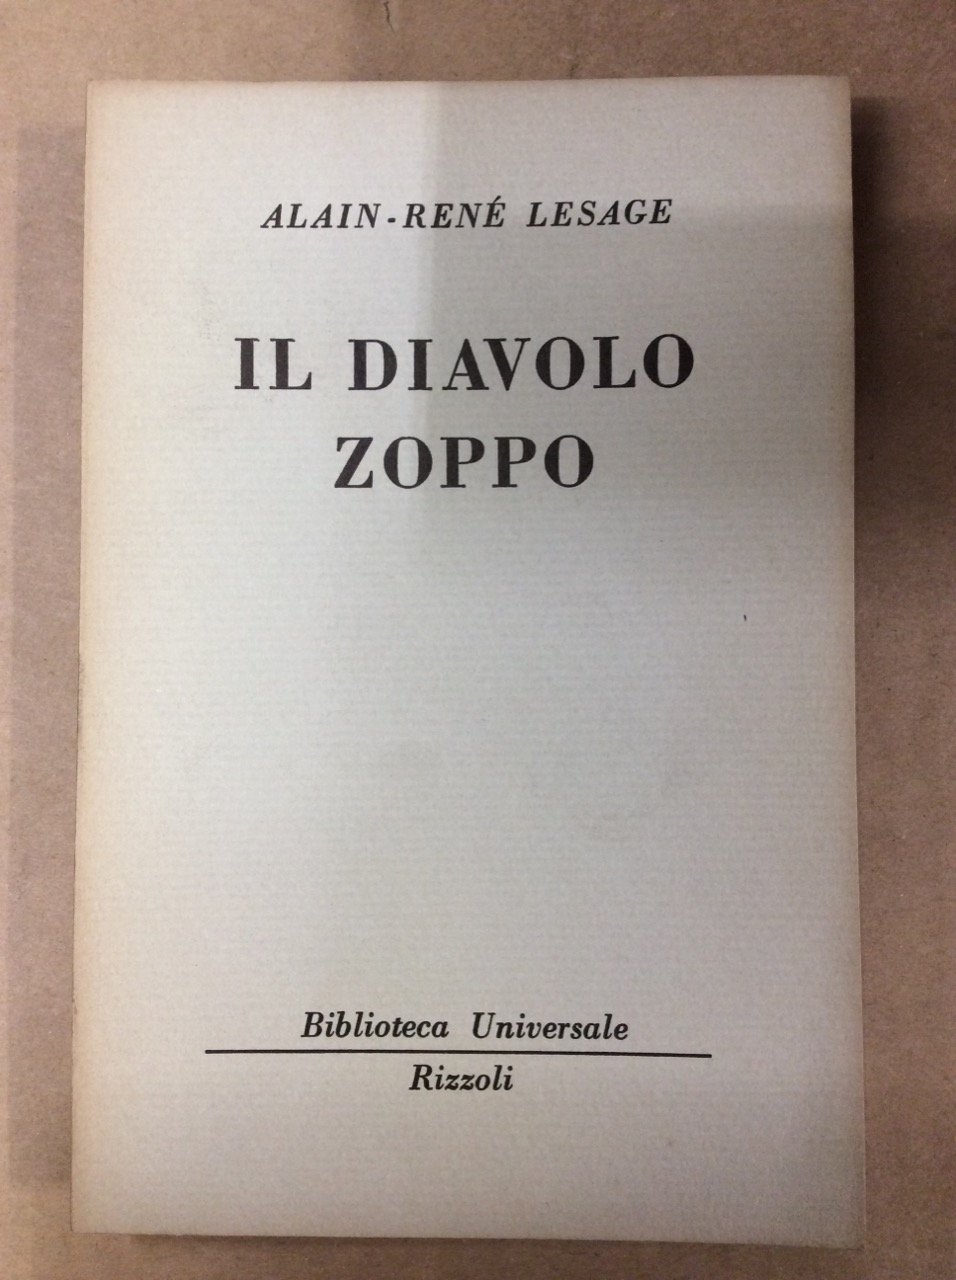 ALAIN-RENÉ LESAGE
IL DIAVOLO
ZOPPO
Biblioteca Universale
Rizzoli